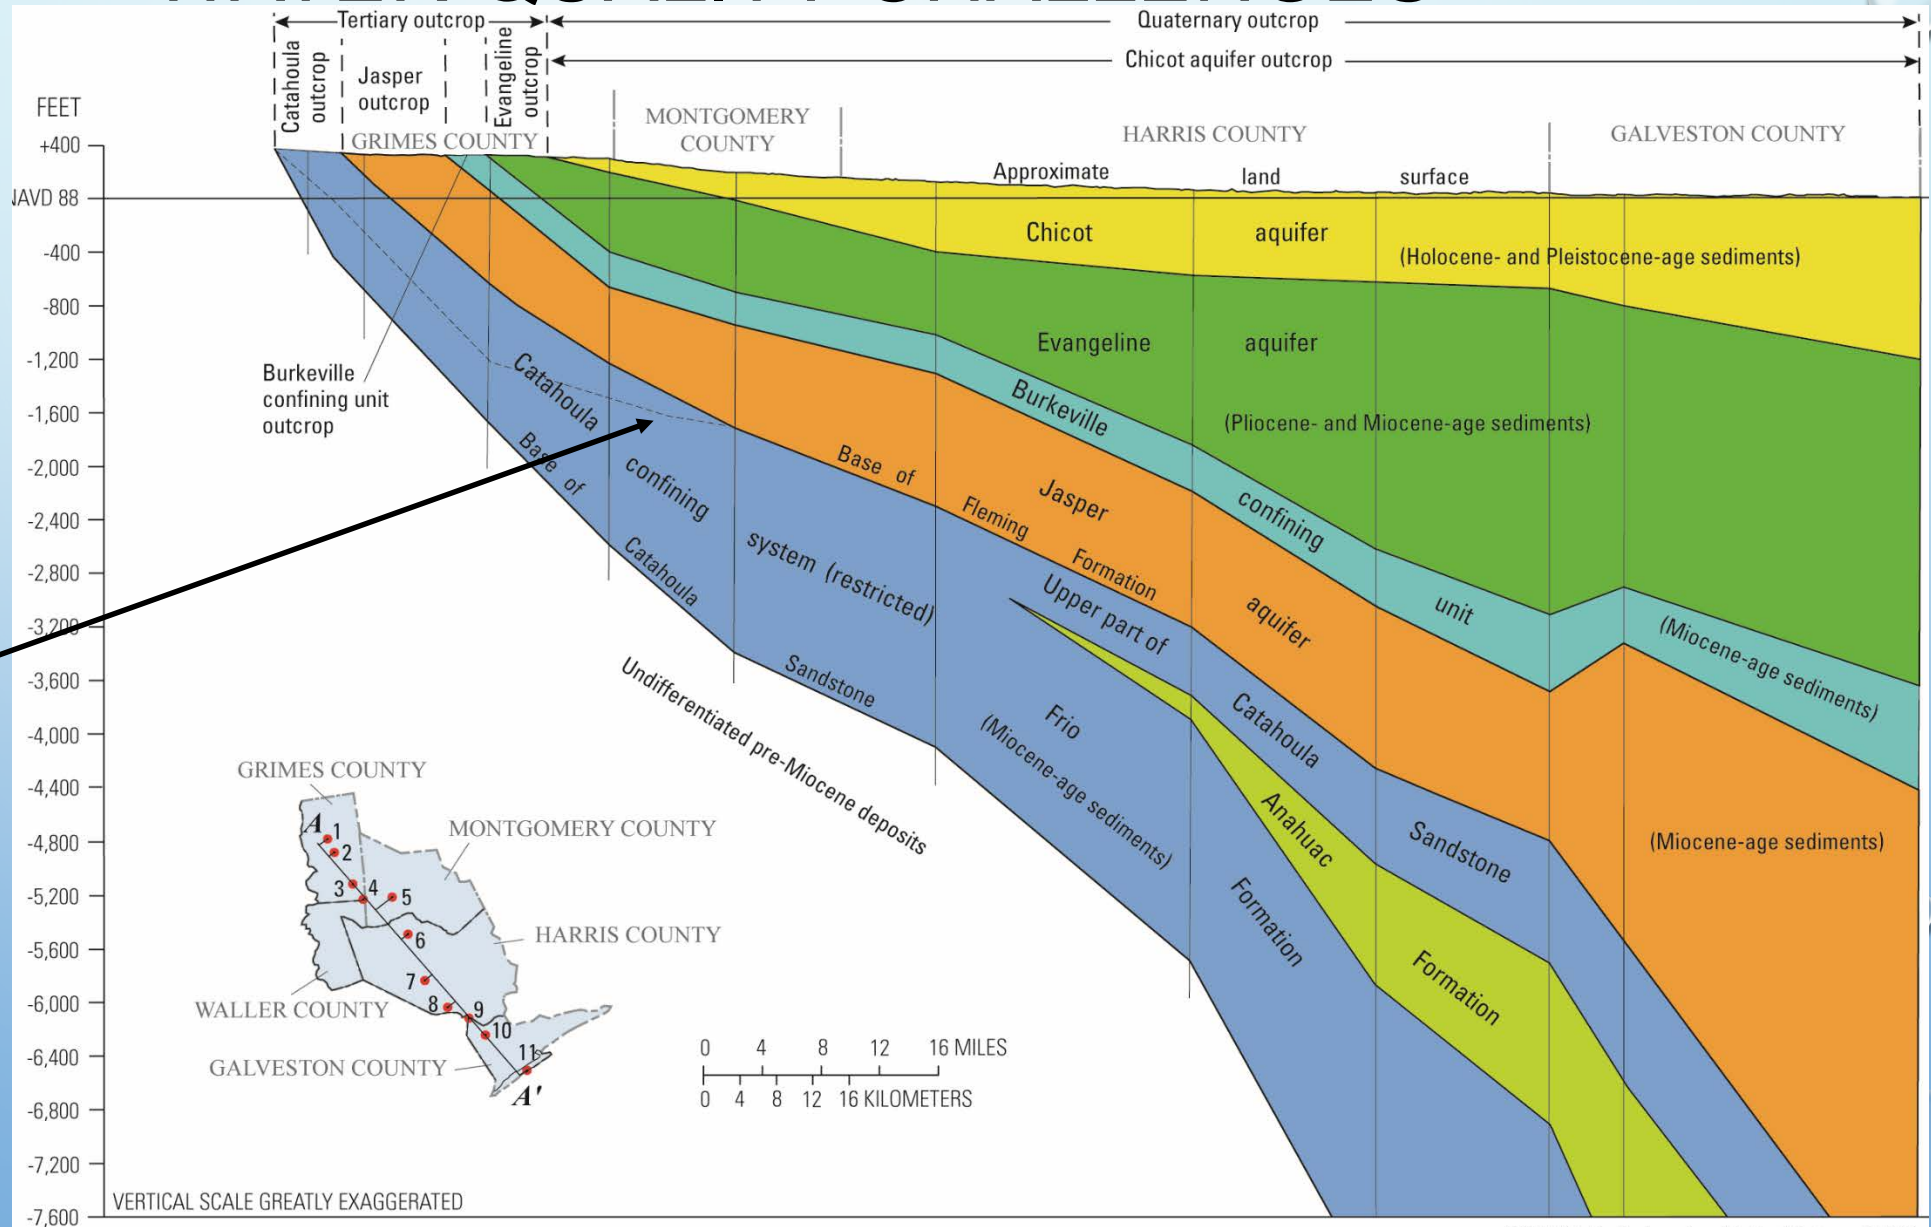 Tertiary outcrop
Quaternary outcrop
Chicot aquifer outcrop
Catahoula
outcrop
Jasper
outcrop
Evangeline
outcrop
FEET
GRIMES COUNTY
MONTGOMERY
COUNTY
HARRIS COUNTY
GALVESTON COUNTY
+400
NAVD 88
-400
-800
-1,200
-1,600
-2,000
-2,400
-2,800
-3,200
-3,600
-4,000
-4,400
-4,800
-5,200
-5,600
-6,000
-6,400
-6,800
-7,200
-7,600
Approximate land surface
Chicot aquifer
(Holocene- and Pleistocene-age sediments)
Evangeline aquifer
(Pliocene- and Miocene-age sediments)
Burkeville
confining unit
outcrop
Burkeville confining unit
(Miocene-age sediments)
Jasper aquifer
(Miocene-age sediments)
Base of Fleming Formation
Catahoula confining system (restricted)
Base of Catahoula Sandstone
Upper part of Catahoula Sandstone
Anahuac Formation
Frio Formation
(Miocene-age sediments)
Undifferentiated pre-Miocene deposits
GRIMES COUNTY
MONTGOMERY COUNTY
HARRIS COUNTY
WALLER COUNTY
GALVESTON COUNTY
A
1
2
3
4
5
6
7
8
9
10
11
A'
0 4 8 12 16 MILES
0 4 8 12 16 KILOMETERS
VERTICAL SCALE GREATLY EXAGGERATED